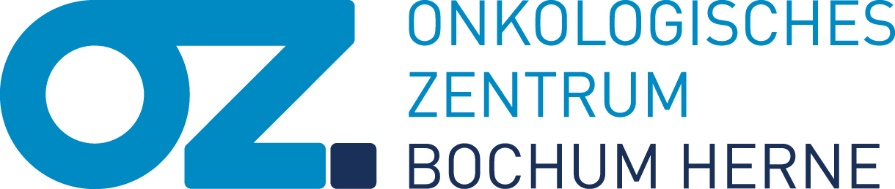 OZ.
ONKOLOGISCHES
ZENTRUM
BOCHUM HERNE